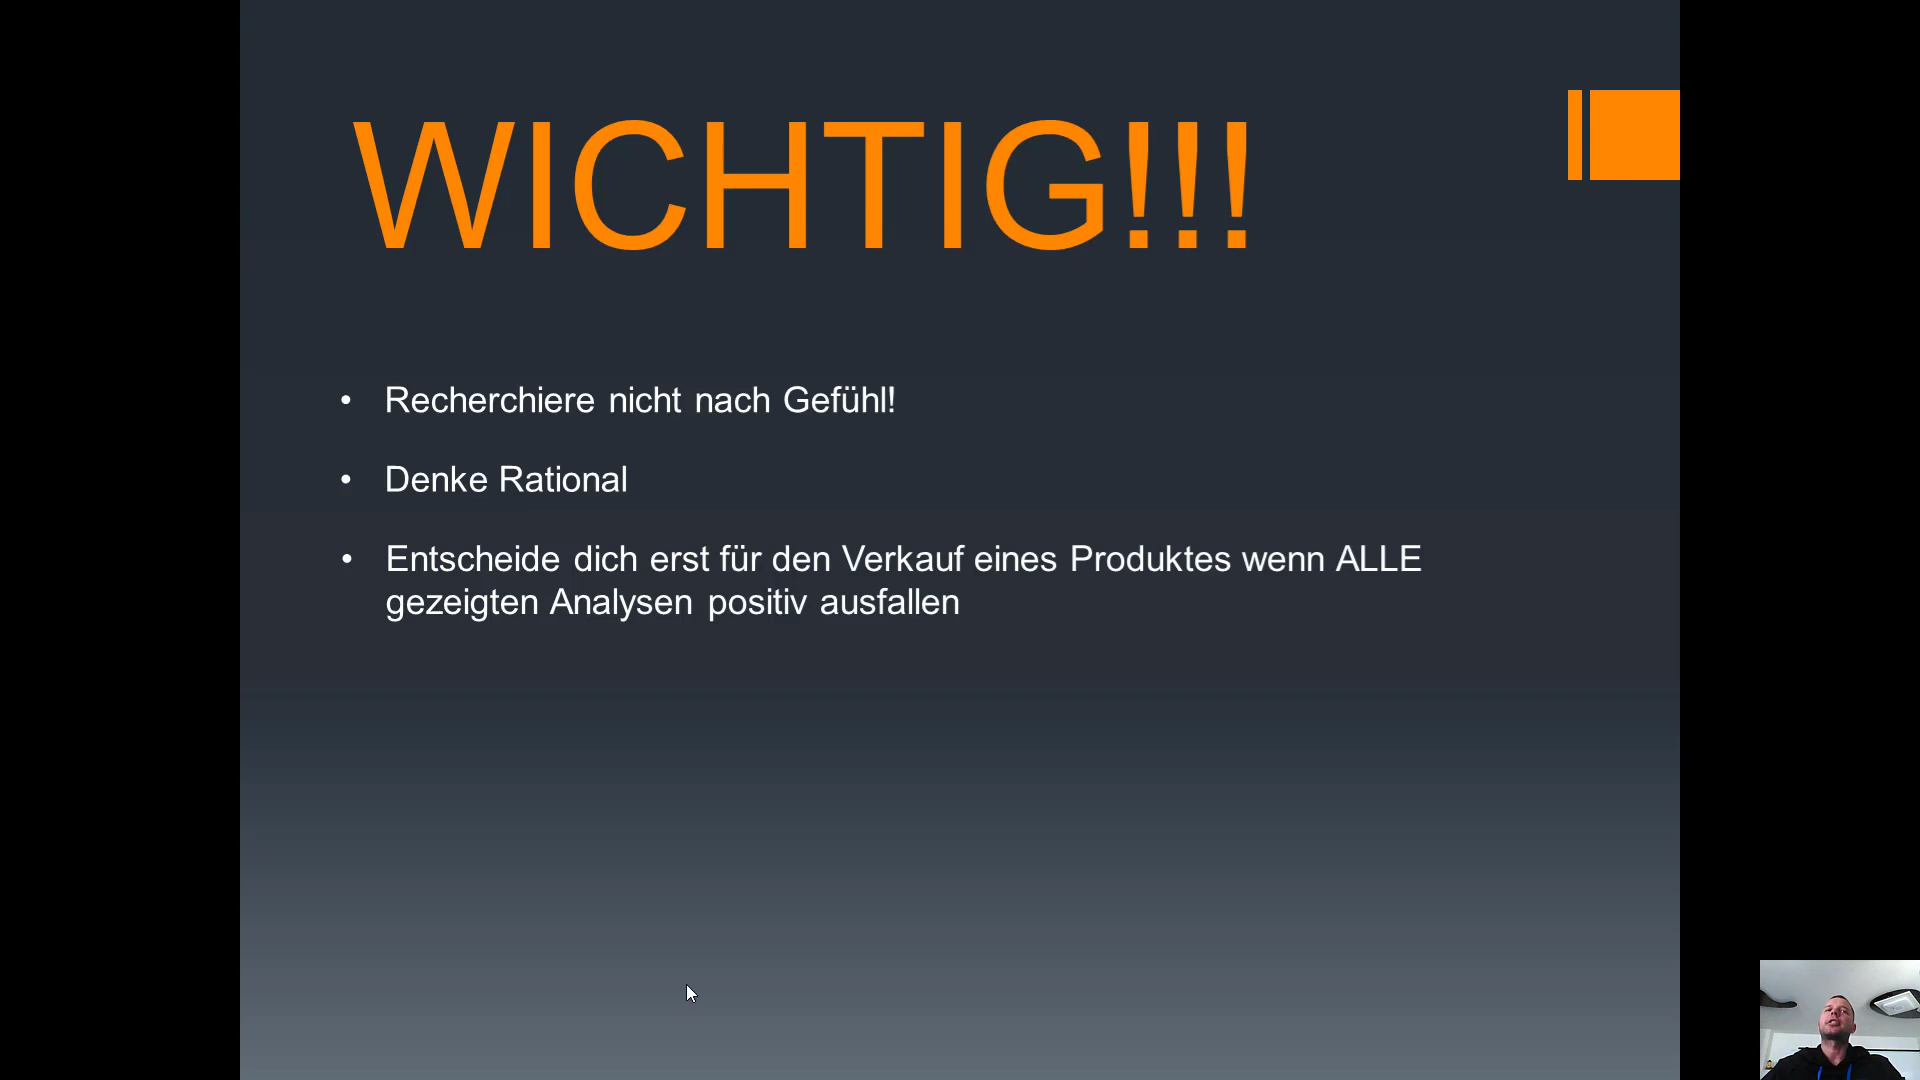 WICHTIG!!!
• Recherchiere nicht nach Gefühl!
• Denke Rational
• Entscheide dich erst für den Verkauf eines Produktes wenn ALLE
gezeigten Analysen positiv ausfallen